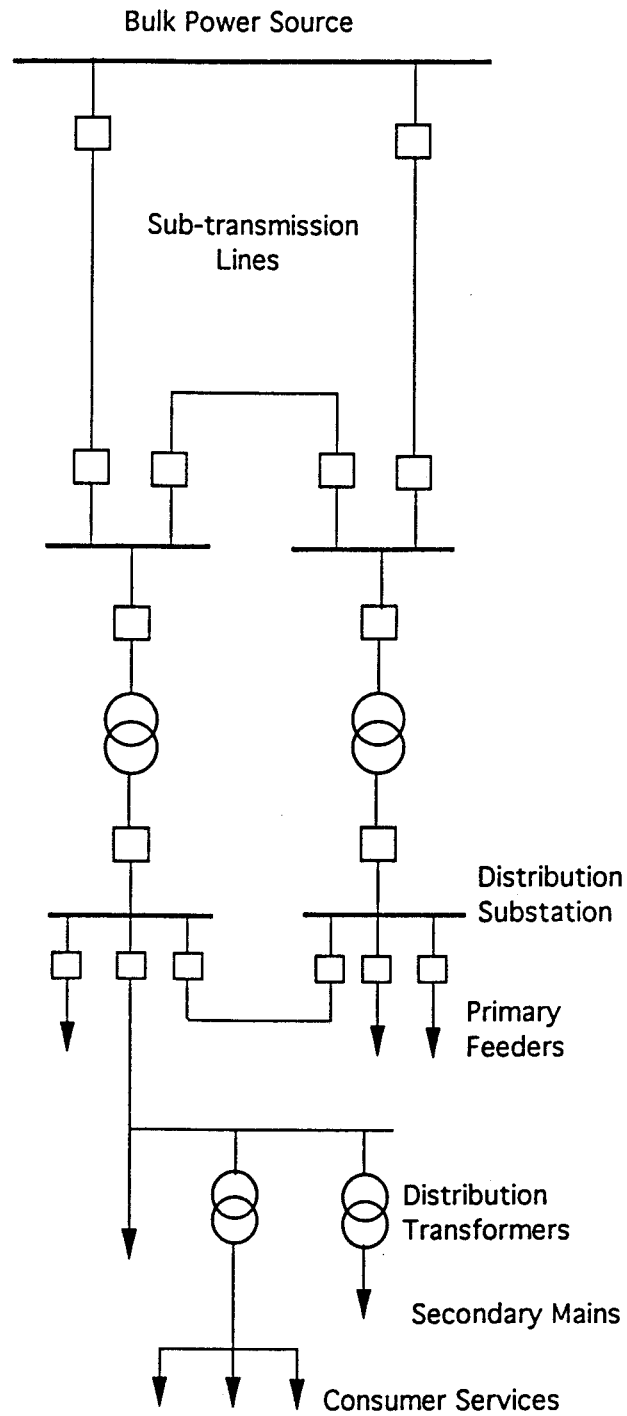 Bulk Power Source
Sub-transmission
Lines
Distribution
Substation
Primary
Feeders
Distribution
Transformers
Secondary Mains
Consumer Services